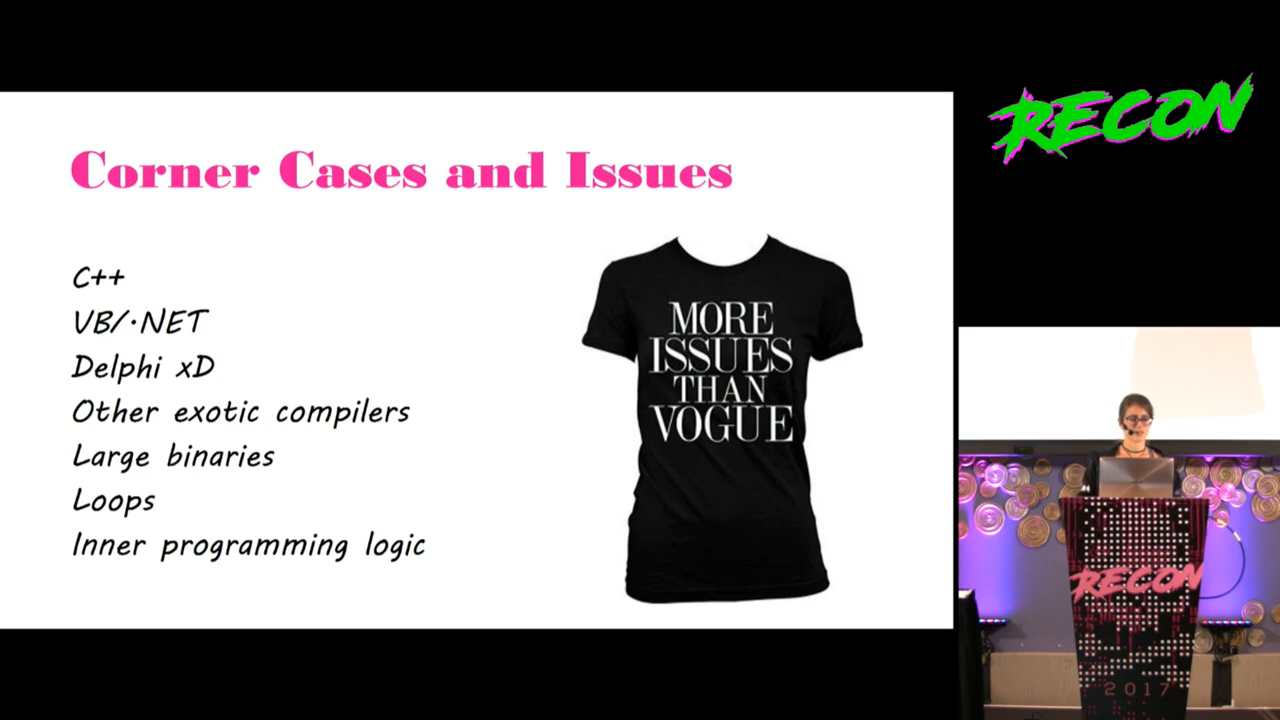 Corner Cases and Issues
C++
VB/.NET
Delphi xD
Other exotic compilers
Large binaries
Loops
Inner programming logic
MORE
ISSUES
THAN
VOGUE
RECON
RECON
2017